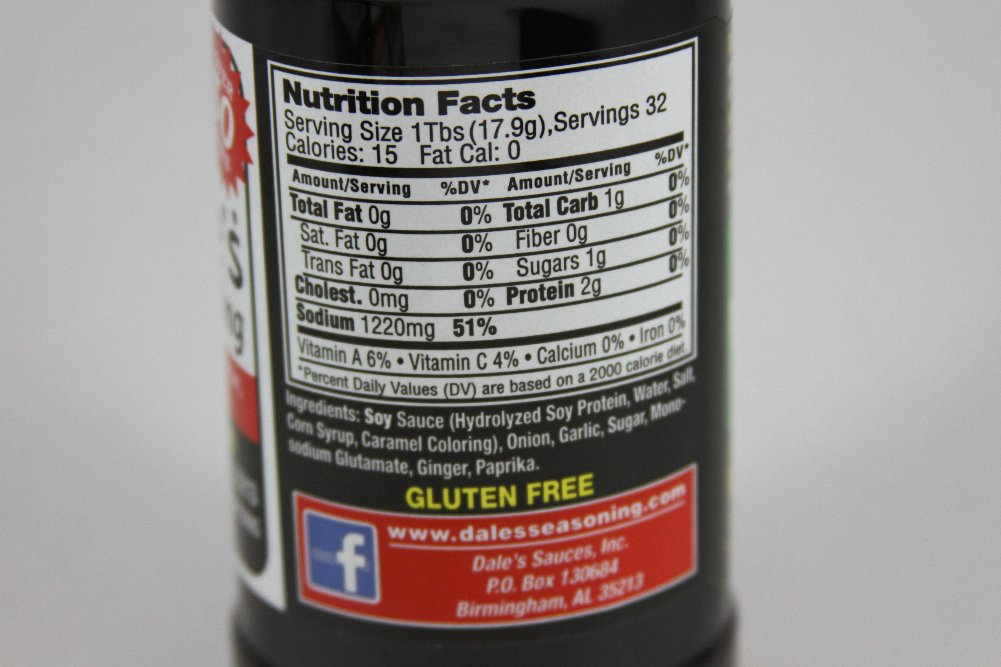 Nutrition Facts
Serving Size 1Tbs (17.9g), Servings 32
Calories: 15 Fat Cal: 0
Amount/Serving %DV* Amount/Serving %DV*
Total Fat 0g 0% Total Carb 1g 0%
Sat. Fat 0g 0% Fiber 0g 0%
Trans Fat 0g 0% Sugars 1g 0%
Cholest. 0mg 0% Protein 2g 0%
Sodium 1220mg 51%
Vitamin A 6% • Vitamin C 4% • Calcium 0% • Iron 0%
*Percent Daily Values (DV) are based on a 2000 calorie diet.
Ingredients: Soy Sauce (Hydrolyzed Soy Protein, Water, Salt,
Corn Syrup, Caramel Coloring), Onion, Garlic, Sugar, Mono-
sodium Glutamate, Ginger, Paprika.
GLUTEN FREE
f
www.dalesseasoning.com
Dale's Sauces, Inc.
P.O. Box 130684
Birmingham, AL 35213